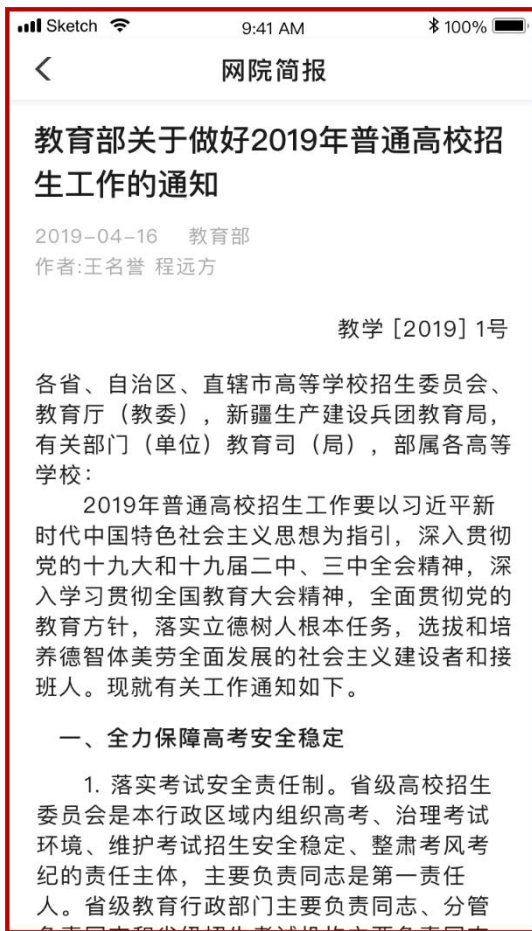 Sketch 9:41 AM 100%
网院简报
教育部关于做好2019年普通高校招
生工作的通知
2019-04-16 教育部
作者:王名誉 程远方
教学 [2019] 1号
各省、自治区、直辖市高等学校招生委员会、
教育厅（教委），新疆生产建设兵团教育局，
有关部门（单位）教育司（局），部属各高等
学校：
2019年普通高校招生工作要以习近平新
时代中国特色社会主义思想为指引，深入贯彻
党的十九大和十九届二中、三中全会精神，深
入学习贯彻全国教育大会精神，全面贯彻党的
教育方针，落实立德树人根本任务，选拔和培
养德智体美劳全面发展的社会主义建设者和接
班人。现就有关工作通知如下。
一、全力保障高考安全稳定
1. 落实考试安全责任制。省级高校招生
委员会是本行政区域内组织高考、治理考试
环境、维护考试招生安全稳定、整肃考风考
纪的责任主体，主要负责同志是第一责任
人。省级教育行政部门主要负责同志、分管